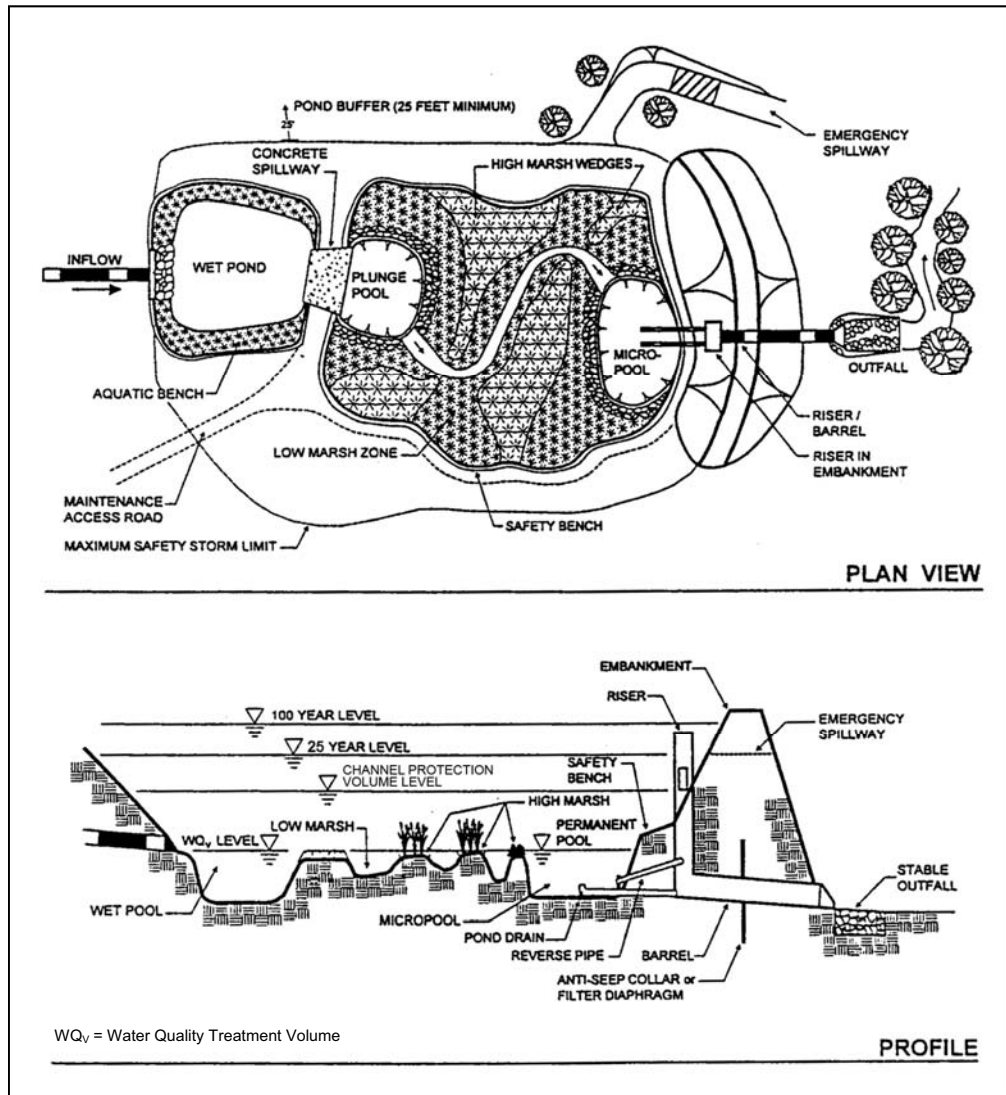 POND BUFFER (25 FEET MINIMUM)
25'
CONCRETE
SPILLWAY
HIGH MARSH WEDGES
EMERGENCY
SPILLWAY
INFLOW
WET POND
PLUNGE
POOL
MICRO-
POOL
OUTFALL
AQUATIC BENCH
RISER /
BARREL
LOW MARSH ZONE
RISER IN
EMBANKMENT
MAINTENANCE
ACCESS ROAD
SAFETY BENCH
MAXIMUM SAFETY STORM LIMIT
PLAN VIEW
EMBANKMENT
RISER
100 YEAR LEVEL
EMERGENCY
SPILLWAY
25 YEAR LEVEL
SAFETY
BENCH
CHANNEL PROTECTION
VOLUME LEVEL
HIGH MARSH
LOW MARSH
WQv LEVEL
PERMANENT
POOL
STABLE
OUTFALL
WET POOL
MICROPOOL
POND DRAIN
REVERSE PIPE
BARREL
ANTI-SEEP COLLAR or
FILTER DIAPHRAGM
WQV = Water Quality Treatment Volume
PROFILE